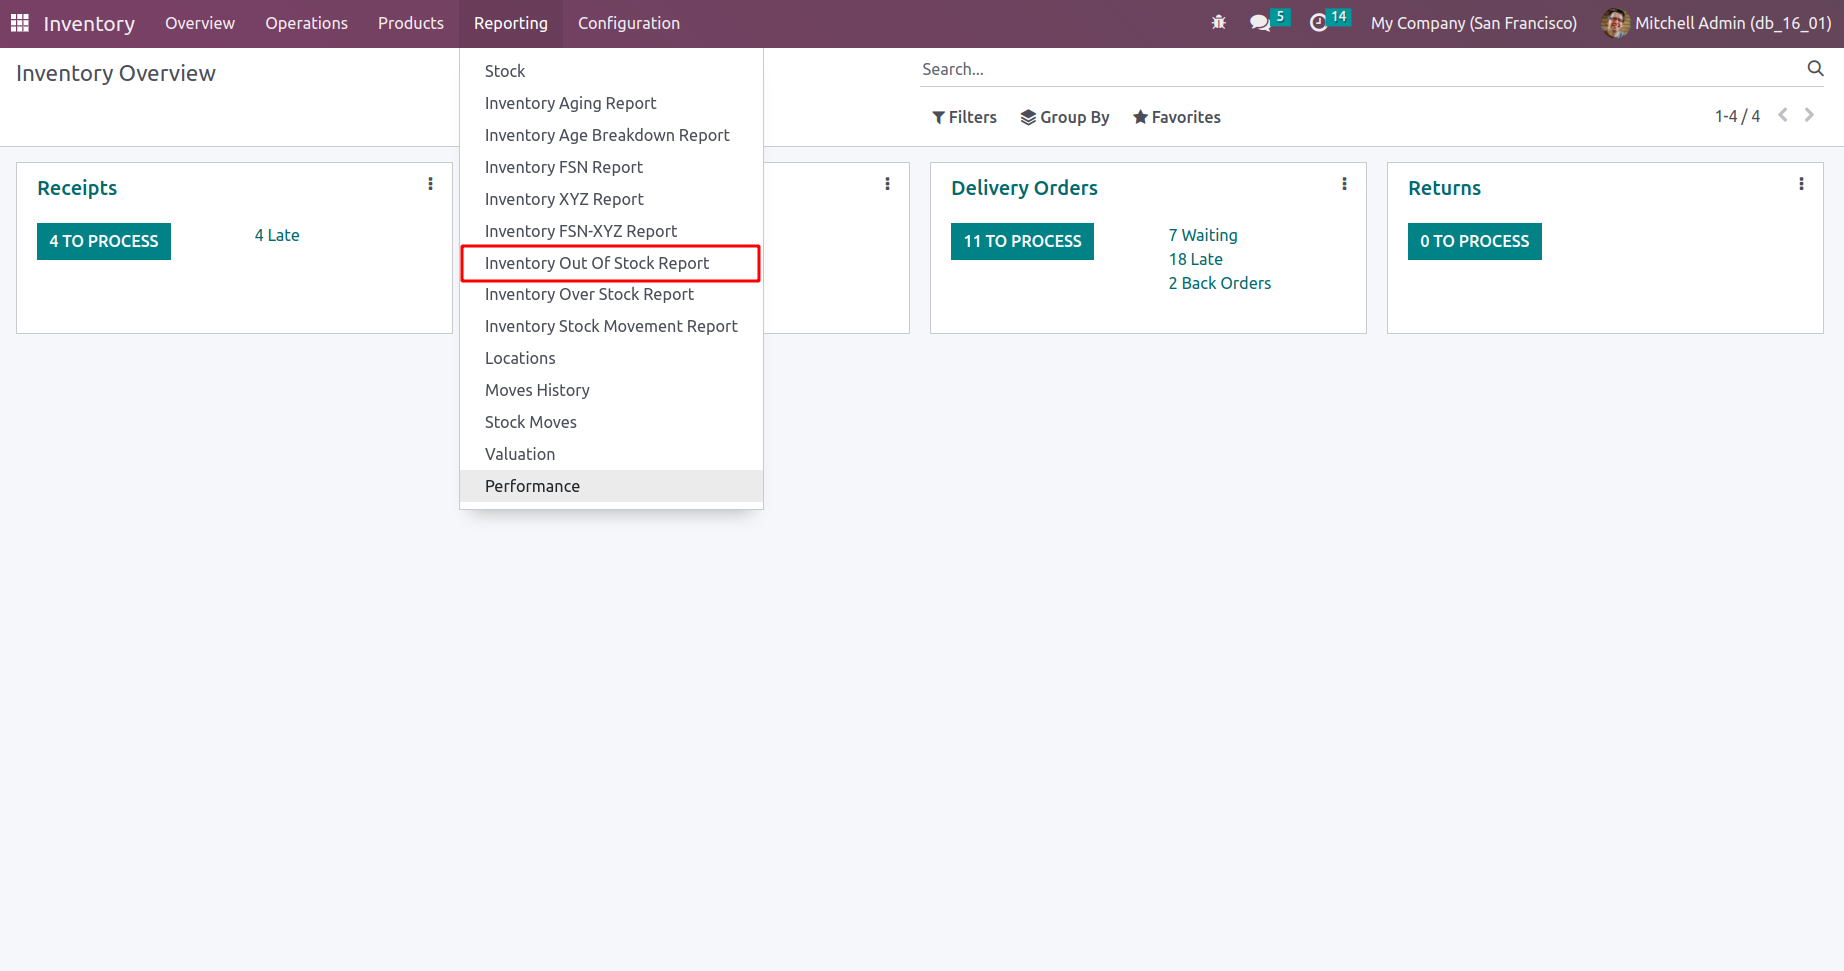 Inventory Overview Operations Products Reporting Configuration 5 14 My Company (San Francisco) Mitchell Admin (db_16_01)
Inventory Overview
Search...
Filters Group By Favorites 1-4 / 4
Stock
Inventory Aging Report
Inventory Age Breakdown Report
Inventory FSN Report
Inventory XYZ Report
Inventory FSN-XYZ Report
Inventory Out Of Stock Report
Inventory Over Stock Report
Inventory Stock Movement Report
Locations
Moves History
Stock Moves
Valuation
Performance
Receipts
4 TO PROCESS
4 Late
Delivery Orders
11 TO PROCESS
7 Waiting
18 Late
2 Back Orders
Returns
0 TO PROCESS